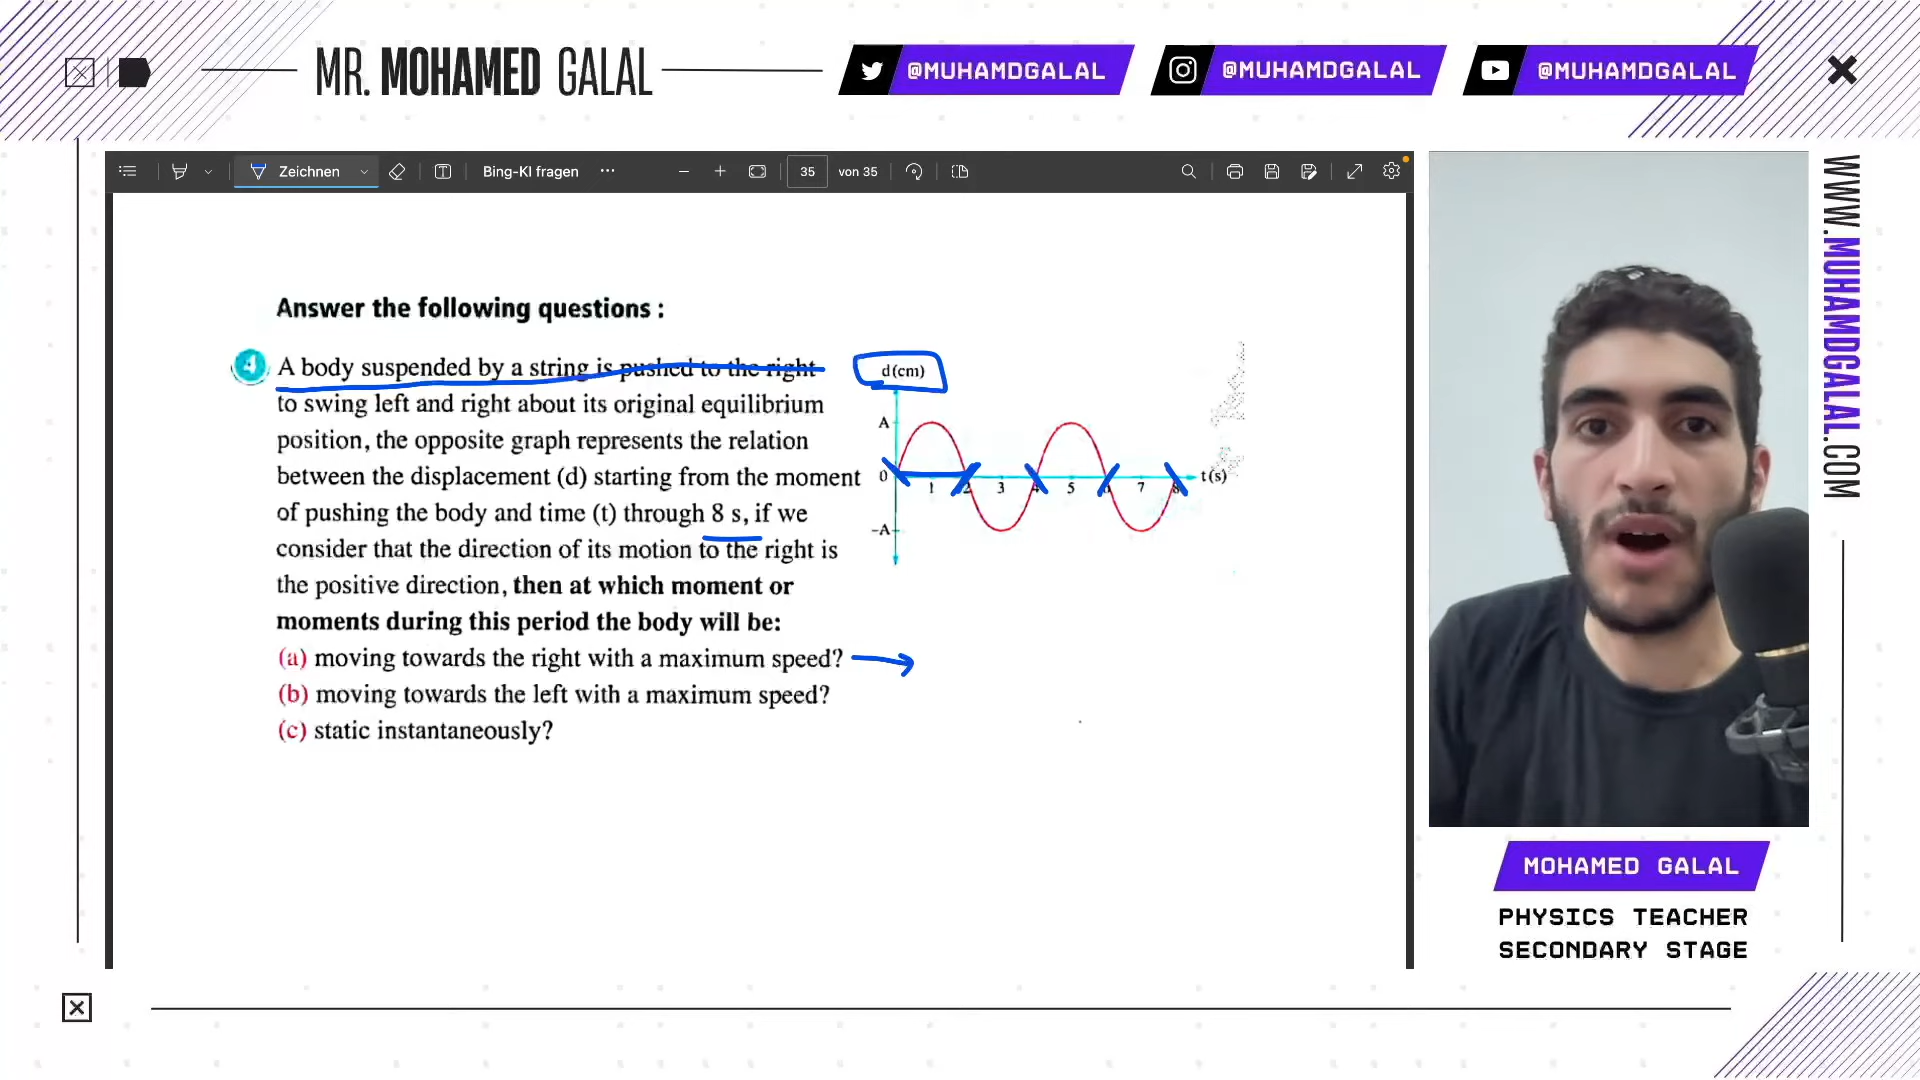 MR. MOHAMED GALAL
@MUHAMDGALAL
@MUHAMDGALAL
@MUHAMDGALAL
WWW.MUHAMDGALAL.COM
Zeichnen
Bing-KI fragen
35
von 35
Answer the following questions :
4 A body suspended by a string is pushed to the right
to swing left and right about its original equilibrium
position, the opposite graph represents the relation
between the displacement (d) starting from the moment
of pushing the body and time (t) through 8 s, if we
consider that the direction of its motion to the right is
the positive direction, then at which moment or
moments during this period the body will be:
(a) moving towards the right with a maximum speed?
(b) moving towards the left with a maximum speed?
(c) static instantaneously?
d(cm)
A
0
1 2 3 4 5 6 7 8
t(s)
-A
MOHAMED GALAL
PHYSICS TEACHER
SECONDARY STAGE